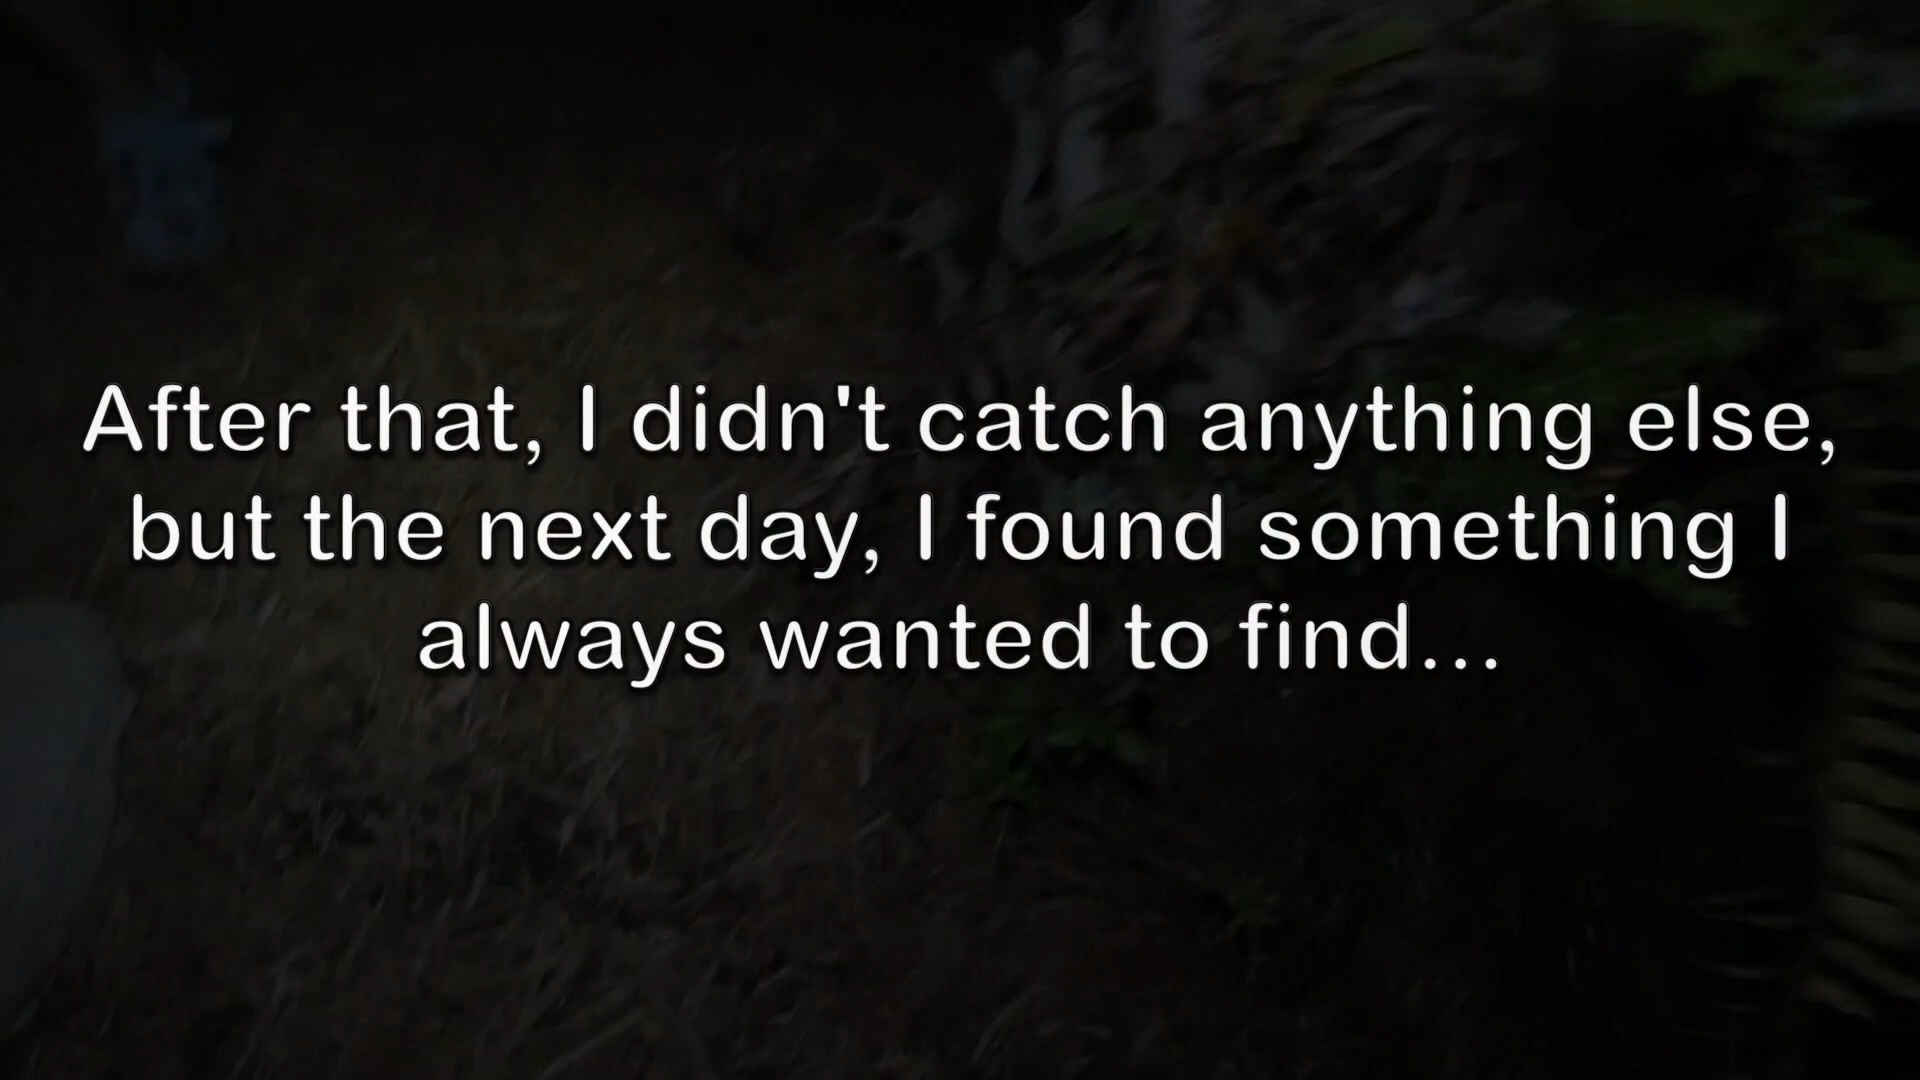 After that, I didn't catch anything else,
but the next day, I found something I
always wanted to find...